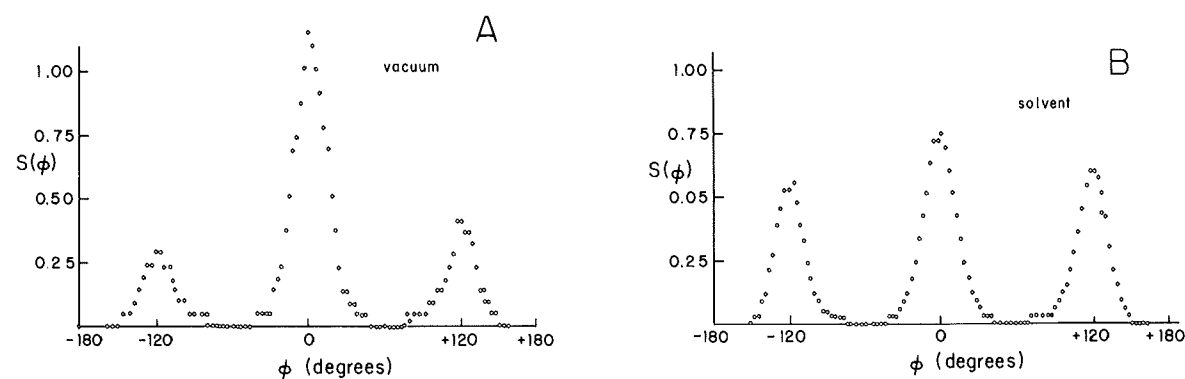 A
vacuum
1.00
0.75
S(φ)
0.50
0.25
-180
-120
0
+120
+180
φ (degrees)
B
solvent
1.00
0.75
S(φ)
0.05
0.25
-180
-120
0
+120
+180
φ (degrees)